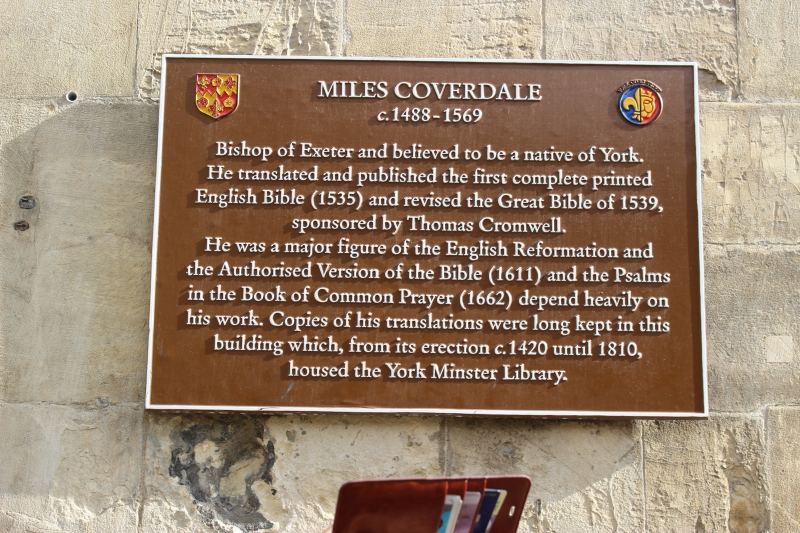 MILES COVERDALE
c.1488-1569
Bishop of Exeter and believed to be a native of York.
He translated and published the first complete printed
English Bible (1535) and revised the Great Bible of 1539,
sponsored by Thomas Cromwell.
He was a major figure of the English Reformation and
the Authorised Version of the Bible (1611) and the Psalms
in the Book of Common Prayer (1662) depend heavily on
his work. Copies of his translations were long kept in this
building which, from its erection c.1420 until 1810,
housed the York Minster Library.